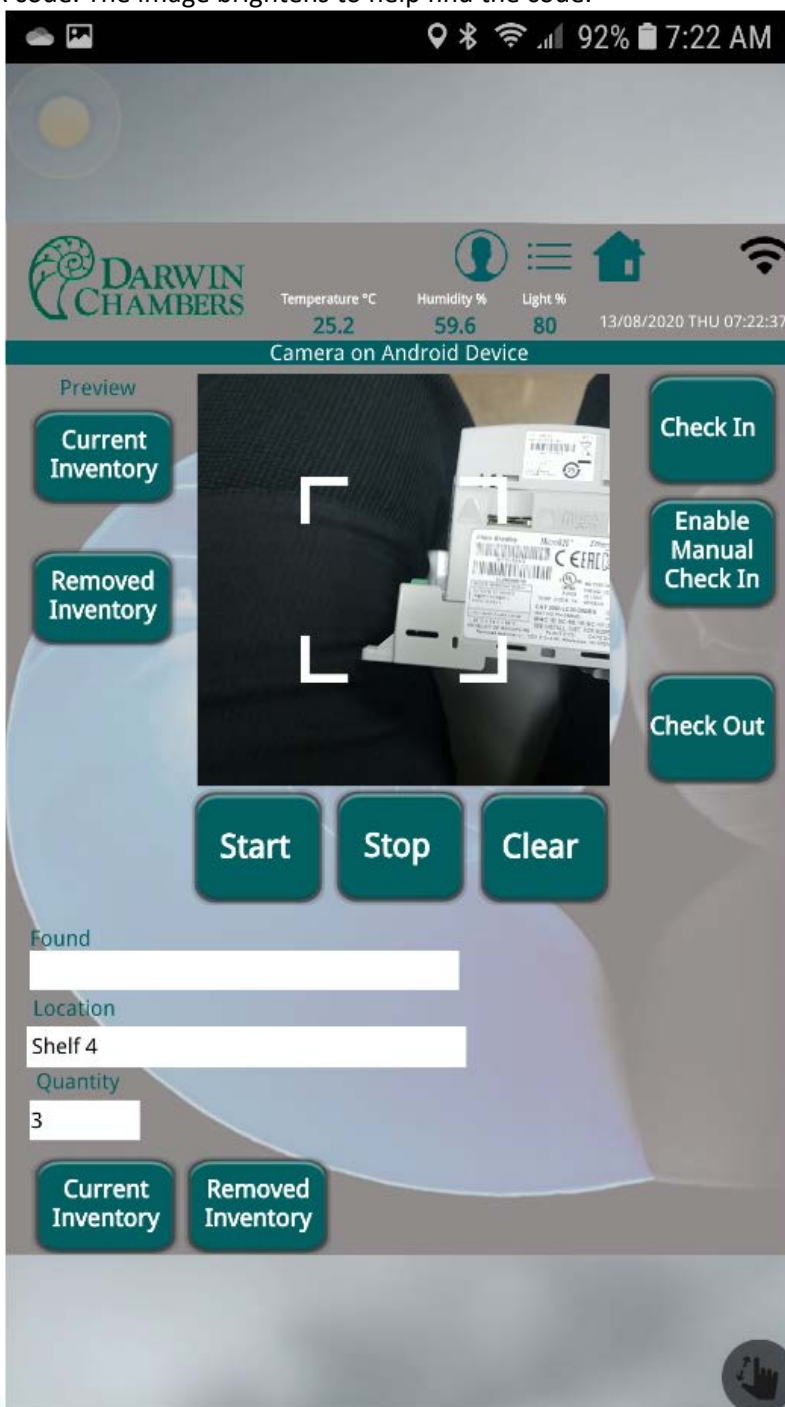 code. The image brightens to help find the code.
92% 7:22 AM
DARWIN
CHAMBERS
Temperature °C Humidity % Light %
25.2 59.6 80 13/08/2020 THU 07:22:37
Camera on Android Device
Preview
Current
Inventory
Check In
Enable
Manual
Check In
Removed
Inventory
Check Out
Start Stop Clear
Found
Location
Shelf 4
Quantity
3
Current
Inventory
Removed
Inventory